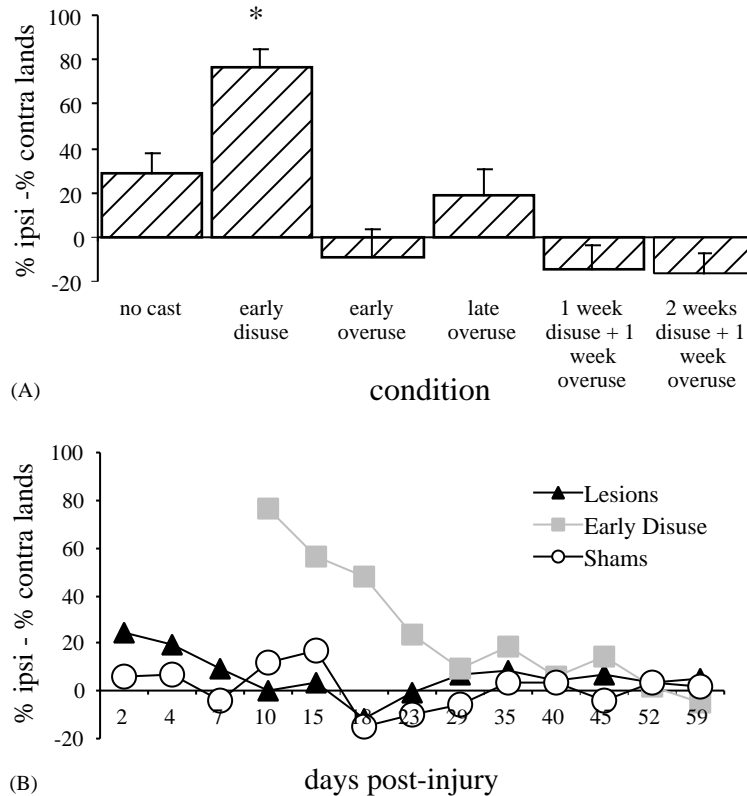 100
*
80
60
40
20
0
-20
% ipsi -% contra lands
no cast
early
disuse
early
overuse
late
overuse
1 week
disuse + 1
week
overuse
2 weeks
disuse + 1
week
overuse
(A)
condition
100
80
60
40
20
0
-20
% ipsi - % contra lands
Lesions
Early Disuse
Shams
2 4 7 10 15 18 23 29 35 40 45 52 59
(B)
days post-injury